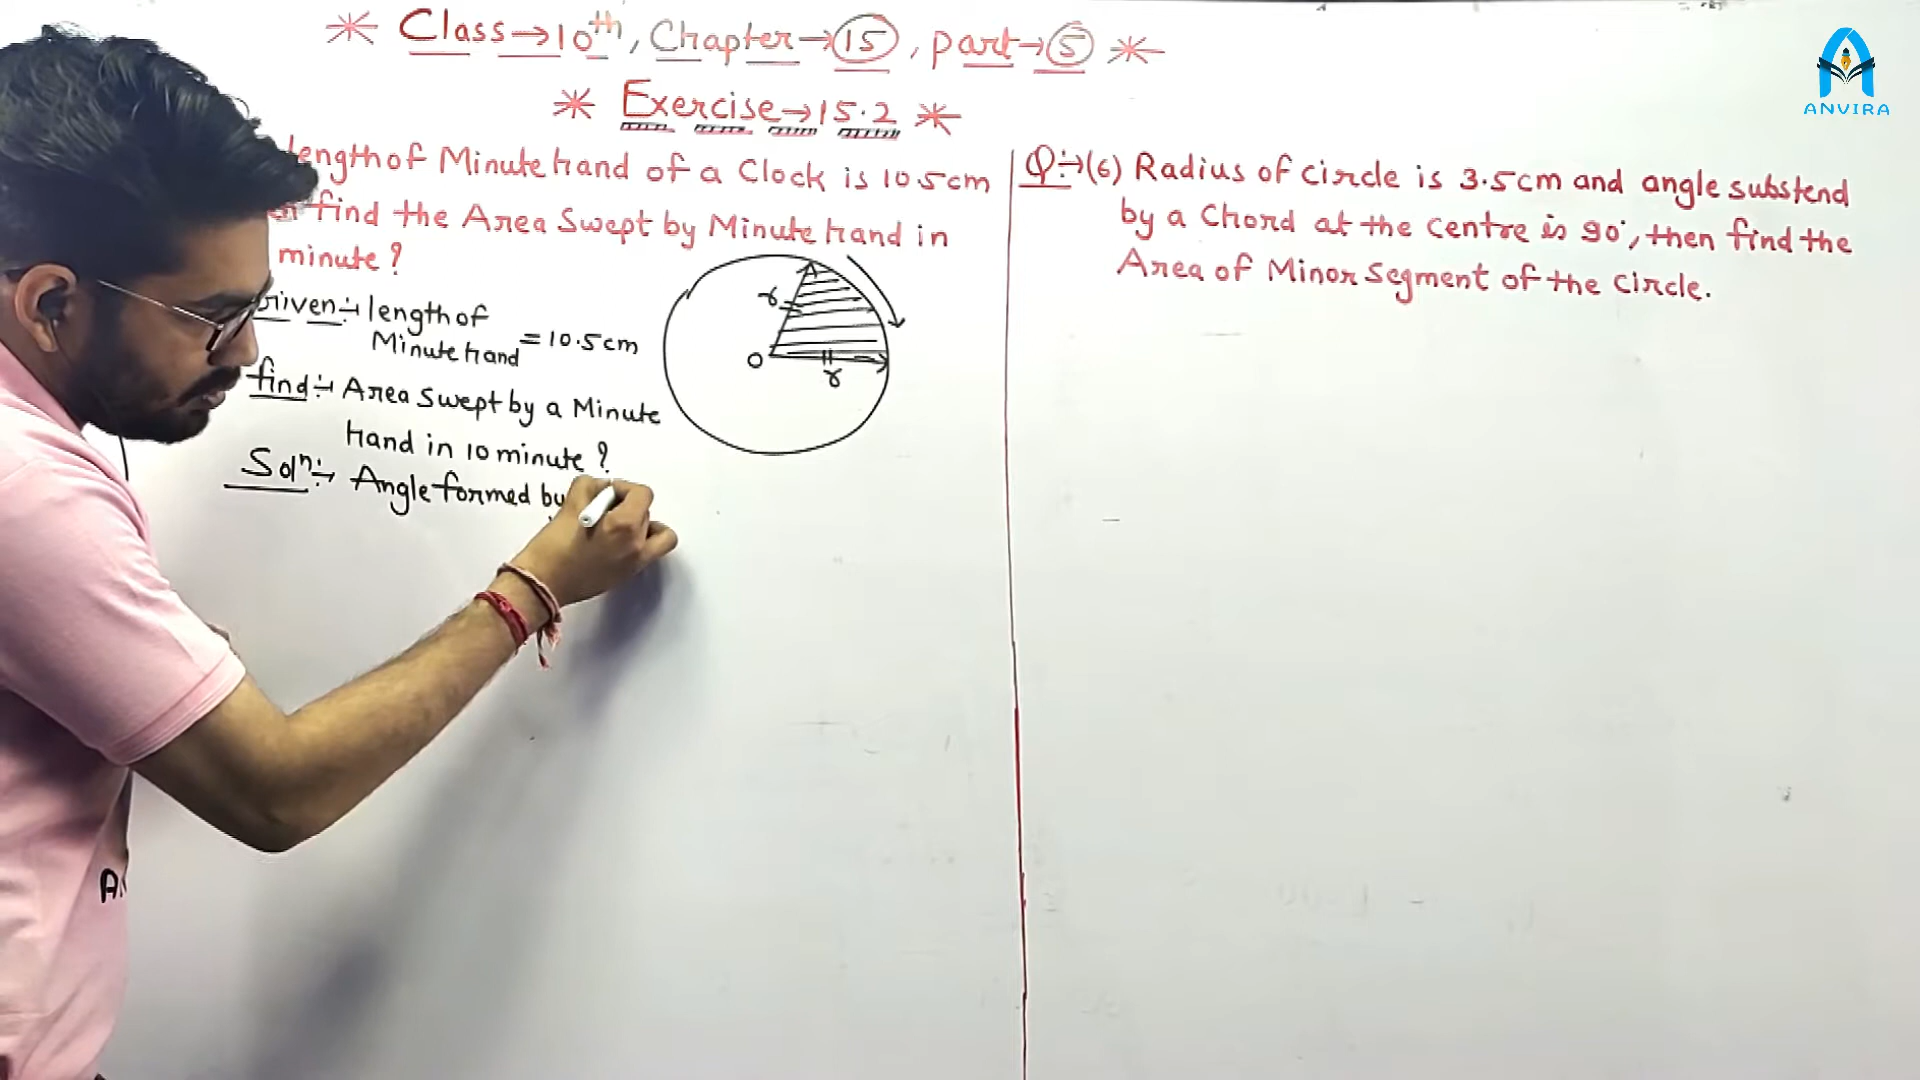 * Class→10th, Chapter→15, part→5 *
* Exercise→15.2 *
ANVIRA
length of Minute hand of a Clock is 10.5cm
find the Area Swept by Minute hand in
minute?
Given:- length of
Minute hand = 10.5cm
find:- Area swept by a Minute
hand in 10 minute?
Soln:- Angle formed by
A
r
O
r
Q:→(6) Radius of circle is 3.5cm and angle substend
by a Chord at the centre is 90°, then find the
Area of Minor Segment of the circle.